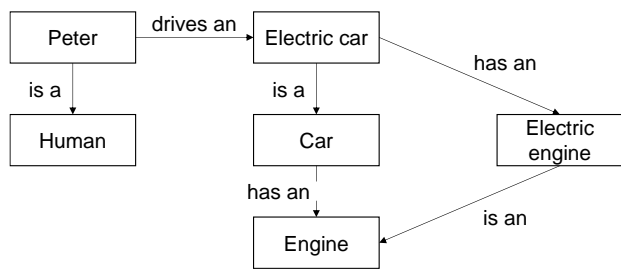 Peter
drives an
Electric car
has an
is a
is a
Human
Car
Electric
engine
has an
is an
Engine